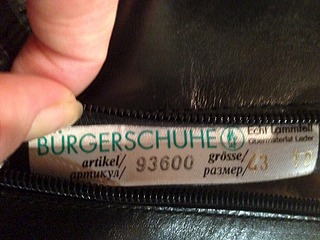 BÜRGERSCHUHE Echt Lammfell
Obermaterial Leder
artikel/ 93600 grösse/ 43
артикул/ размер/